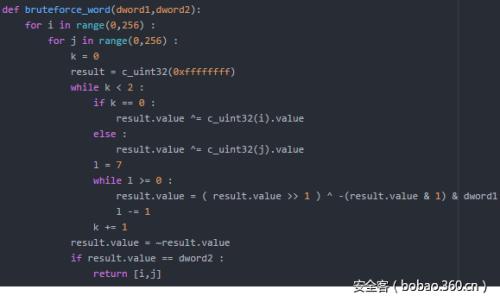 def bruteforce_word(dword1,dword2):
    for i in range(0,256) :
        for j in range(0,256) :
            k = 0
            result = c_uint32(0xffffffff)
            while k < 2 :
                if k == 0 :
                    result.value ^= c_uint32(i).value
                else :
                    result.value ^= c_uint32(j).value
                l = 7
                while l >= 0 :
                    result.value = ( result.value >> 1 ) ^ -(result.value & 1) & dword1
                    l -= 1
                k += 1
            result.value = ~result.value
            if result.value == dword2 :
                return [i,j]
安全客 ( bobao.360.cn )